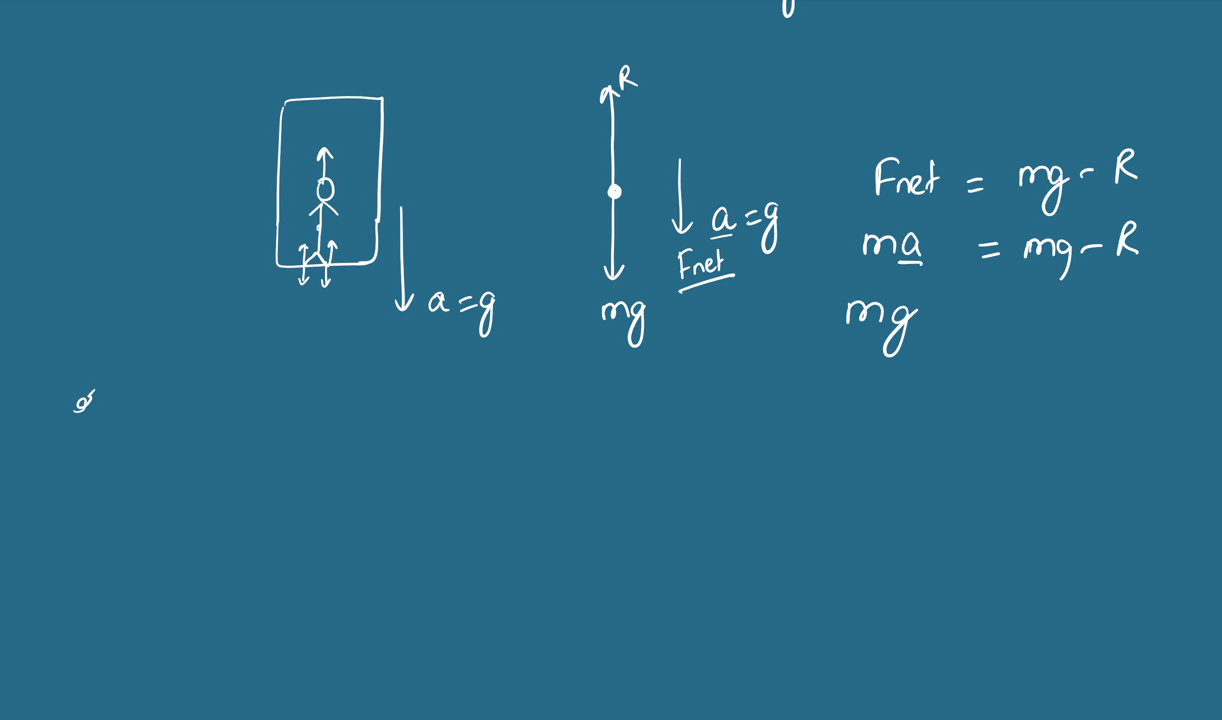 R
Fnet = mg - R
a = g
ma = mg - R
Fnet
a = g
mg
mg